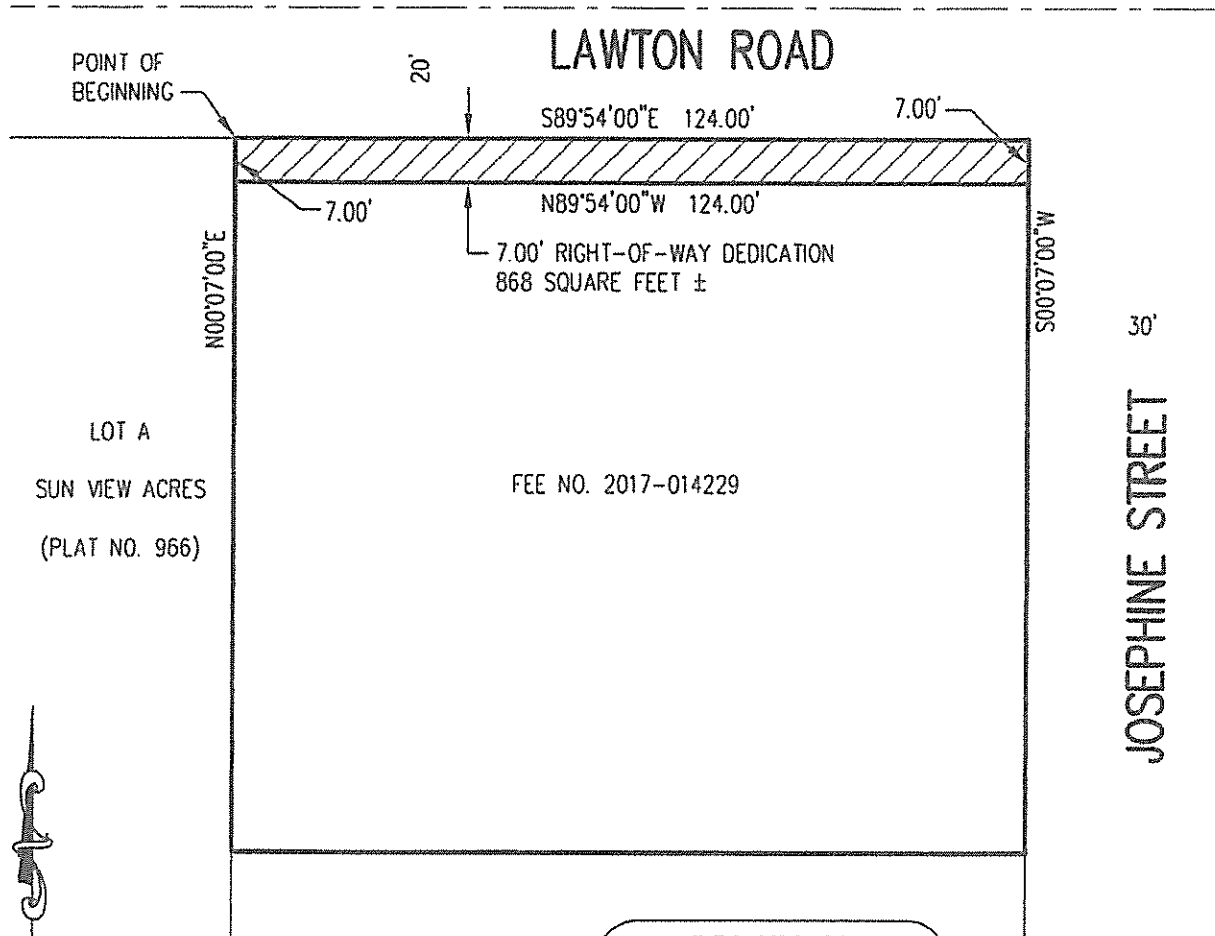 LAWTON ROAD
POINT OF
BEGINNING
20'
S89°54'00"E 124.00'
7.00'
7.00'
N89°54'00"W 124.00'
7.00' RIGHT-OF-WAY DEDICATION
868 SQUARE FEET ±
N00°07'00"E
S00°07'00"W
30'
JOSEPHINE STREET
LOT A
SUN VIEW ACRES
(PLAT NO. 966)
FEE NO. 2017-014229